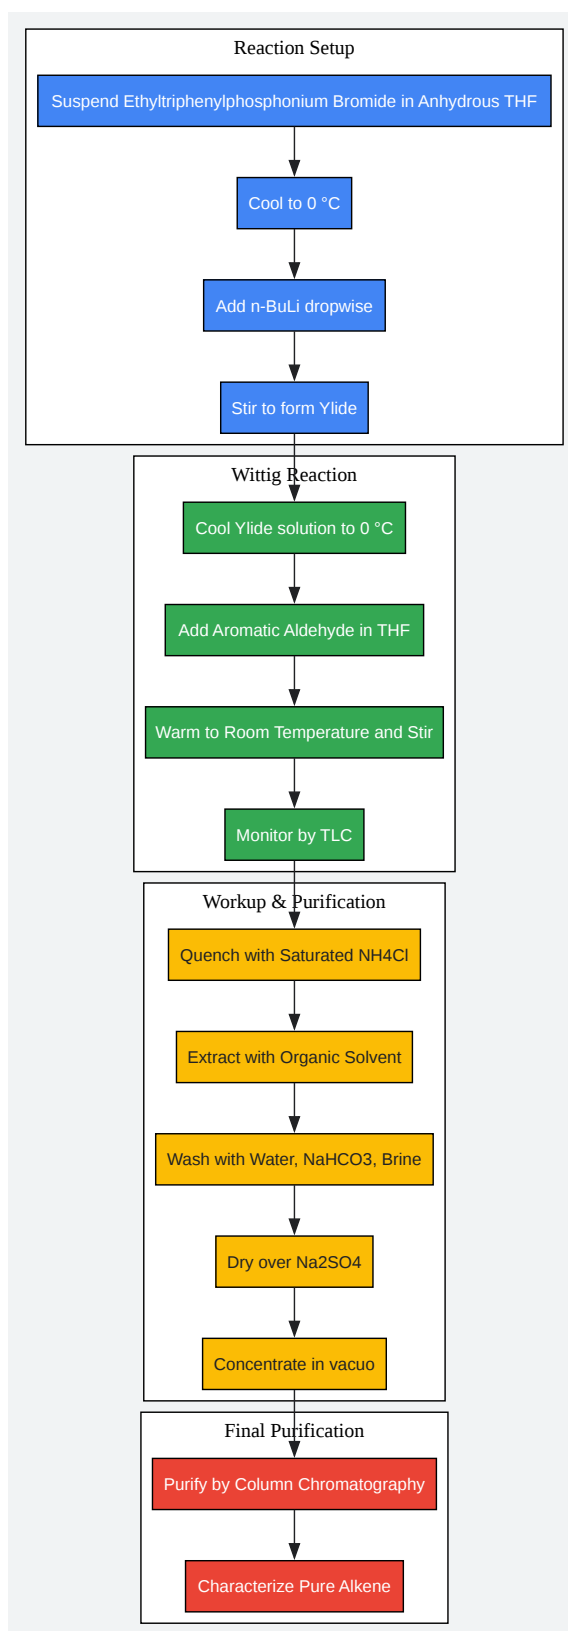 Reaction Setup
Suspend Ethyltriphenylphosphonium Bromide in Anhydrous THF
Cool to 0 °C
Add n-BuLi dropwise
Stir to form Ylide
Wittig Reaction
Cool Ylide solution to 0 °C
Add Aromatic Aldehyde in THF
Warm to Room Temperature and Stir
Monitor by TLC
Workup & Purification
Quench with Saturated NH4Cl
Extract with Organic Solvent
Wash with Water, NaHCO3, Brine
Dry over Na2SO4
Concentrate in vacuo
Final Purification
Purify by Column Chromatography
Characterize Pure Alkene